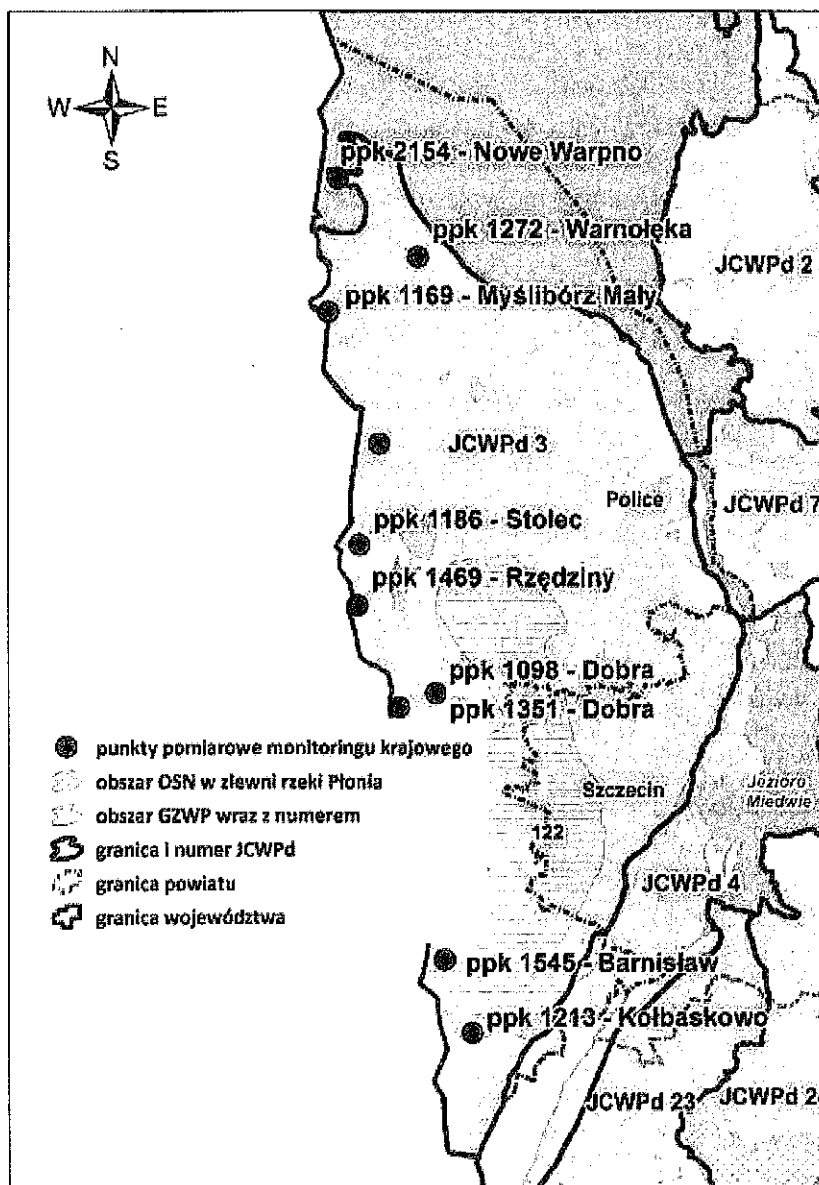 N
W E
S
ppk 2154 - Nowe Warpno
ppk 1272 - Warnołęka
JCWPd 2
ppk 1169 - Myślibórz Mały
JCWPd 3
Police
JCWPd 7
ppk 1186 - Stolec
ppk 1469 - Rzędziny
ppk 1098 - Dobra
ppk 1351 - Dobra
punkty pomiarowe monitoringu krajowego
obszar OSN w zlewni rzeki Płonia
Szczecin
Jezioro
Miedwie
obszar GZWP wraz z numerem
122
granica i numer JCWPd
granica powiatu
JCWPd 4
granica województwa
ppk 1545 - Barnisław
ppk 1213 - Kołbaskowo
JCWPd 23
JCWPd 2